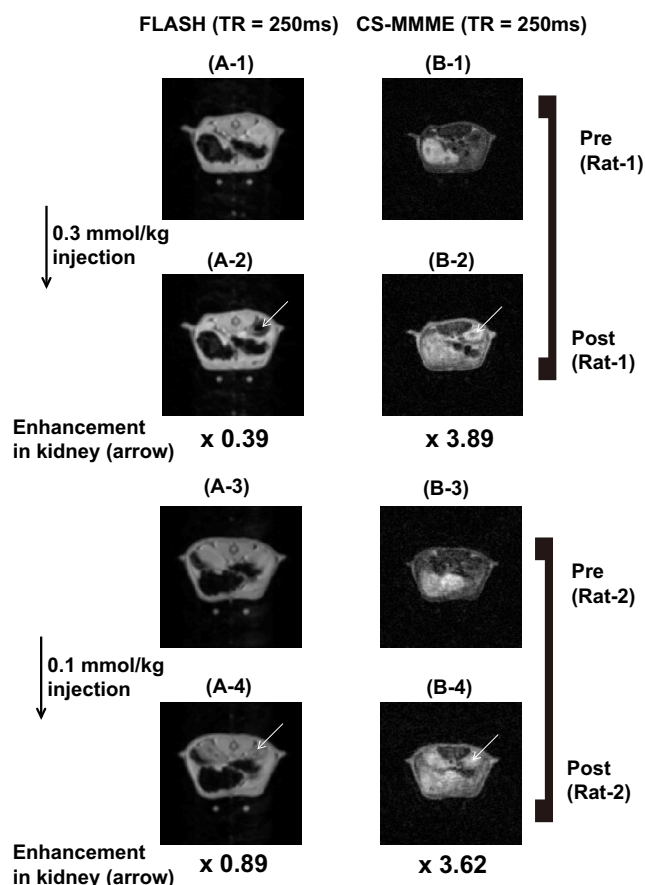 FLASH (TR = 250ms) CS-MMME (TR = 250ms)
(A-1) (B-1)
Pre
(Rat-1)
0.3 mmol/kg
injection
(A-2) (B-2)
Post
(Rat-1)
Enhancement
in kidney (arrow)
x 0.39 x 3.89
(A-3) (B-3)
Pre
(Rat-2)
0.1 mmol/kg
injection
(A-4) (B-4)
Post
(Rat-2)
Enhancement
in kidney (arrow)
x 0.89 x 3.62